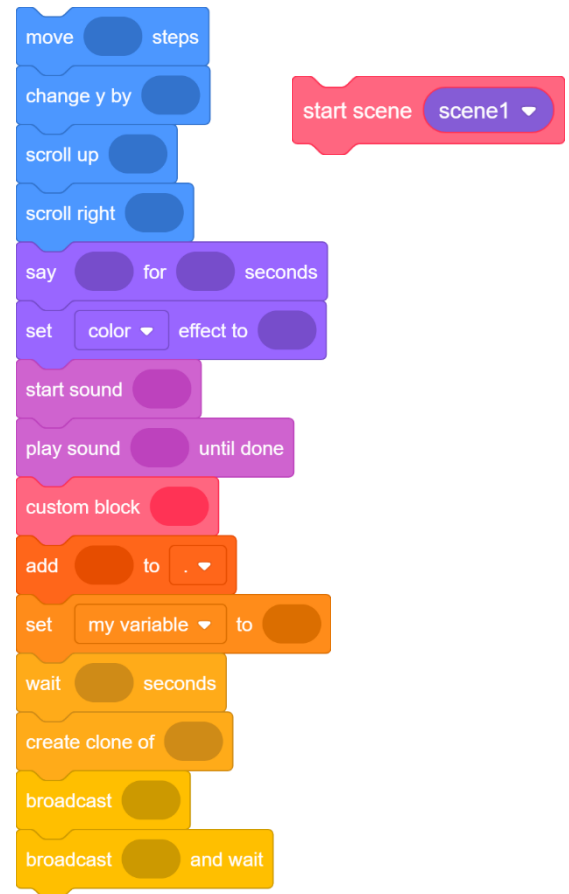 move steps
change y by
start scene scene1
scroll up
scroll right
say for seconds
set color effect to
start sound
play sound until done
custom block
add to .
set my variable to
wait seconds
create clone of
broadcast
broadcast and wait